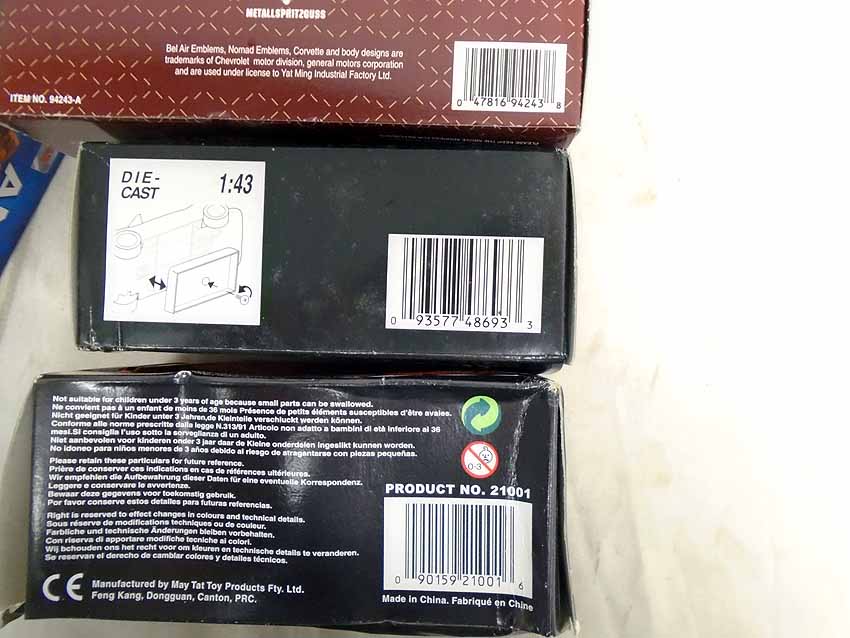 METALLSPRITZGUSS
Bel Air Emblems, Nomad Emblems, Corvette and body designs are
trademarks of Chevrolet motor division, general motors corporation
and are used under license to Yat Ming Industrial Factory Ltd.
ITEM NO. 94243-A
0 47816 94243 8
DIE-
CAST
1:43
0 93577 48693 3
Not suitable for children under 3 years of age because small parts can be swallowed.
Ne convient pas à un enfant de moins de 36 mois Présence de petits éléments susceptibles d'être avales.
Nicht geeignet für Kinder unter 3 Jahren,de Kleinteile verschluckt werden können.
Conforme alle norme prescritte dalla legge N.313/91 Articolo non adatto a bambini di età inferiore ai 36
mesi.Si consiglia l'uso sotto la sorveglianza di un adulto.
Niet aanbevolen voor kinderen onder 3 jaar daar de Kleine onderdelen ingeslikt kunnen worden.
No idoneo para niños menores de 3 años debido al riesgo de atragantarse con piezas pequeñas.
Please retain these particulars for future reference.
Prière de conserver ces indications en cas de références ultérieures.
Wir empfehlen die Aufbewahrung dieser Daten für eine eventuelle Korrespondenz.
Leggere e conservare le avvertenze.
Bewaar deze gegevens voor toekomstig gebruik.
Por favor conserve estos detalles para futuras referencias.
Right is reserved to effect changes in colours and technical details.
Sous réserve de modifications techniques ou de couleur.
Farbliche und technische Änderungen bleiben vorbehalten.
Con riserva di apportare modifiche tecniche ai colori.
Wij bchouden ons het recht voor om kleuren en technische details te veranderen.
Se reservan el derecho de cambiar colores y detalles técnicos.
CE
Manufactured by May Tat Toy Products Fty. Ltd.
Feng Kang, Dongguan, Canton, PRC.
0-3
PRODUCT NO. 21001
0 90159 21001 6
Made in China. Fabriqué en Chine